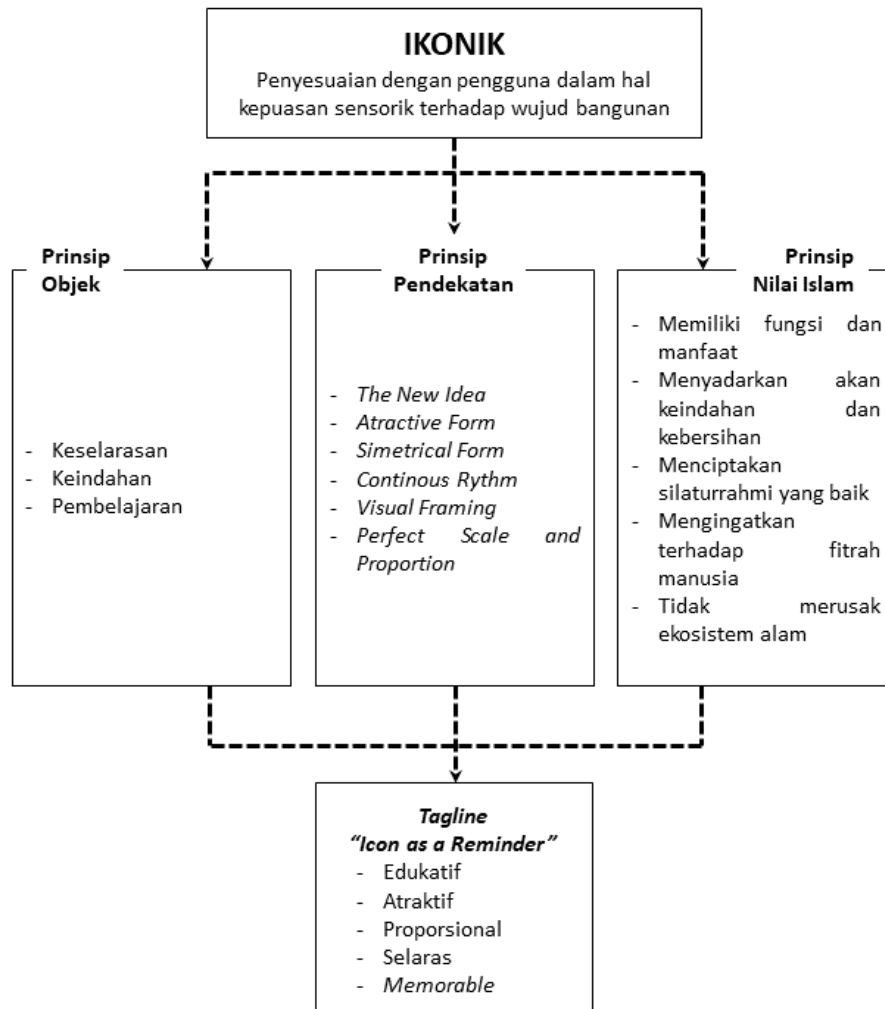 IKONIK
Penyesuaian dengan pengguna dalam hal
kepuasan sensorik terhadap wujud bangunan
Prinsip
Objek
- Keselarasan
- Keindahan
- Pembelajaran
Prinsip
Pendekatan
- The New Idea
- Atractive Form
- Simetrical Form
- Continous Rythm
- Visual Framing
- Perfect Scale and
Proportion
Prinsip
Nilai Islam
- Memiliki fungsi dan
manfaat
- Menyadarkan akan
keindahan dan
kebersihan
- Menciptakan
silaturrahmi yang baik
- Mengingatkan
terhadap fitrah
manusia
- Tidak merusak
ekosistem alam
Tagline
“Icon as a Reminder”
- Edukatif
- Atraktif
- Proporsional
- Selaras
- Memorable